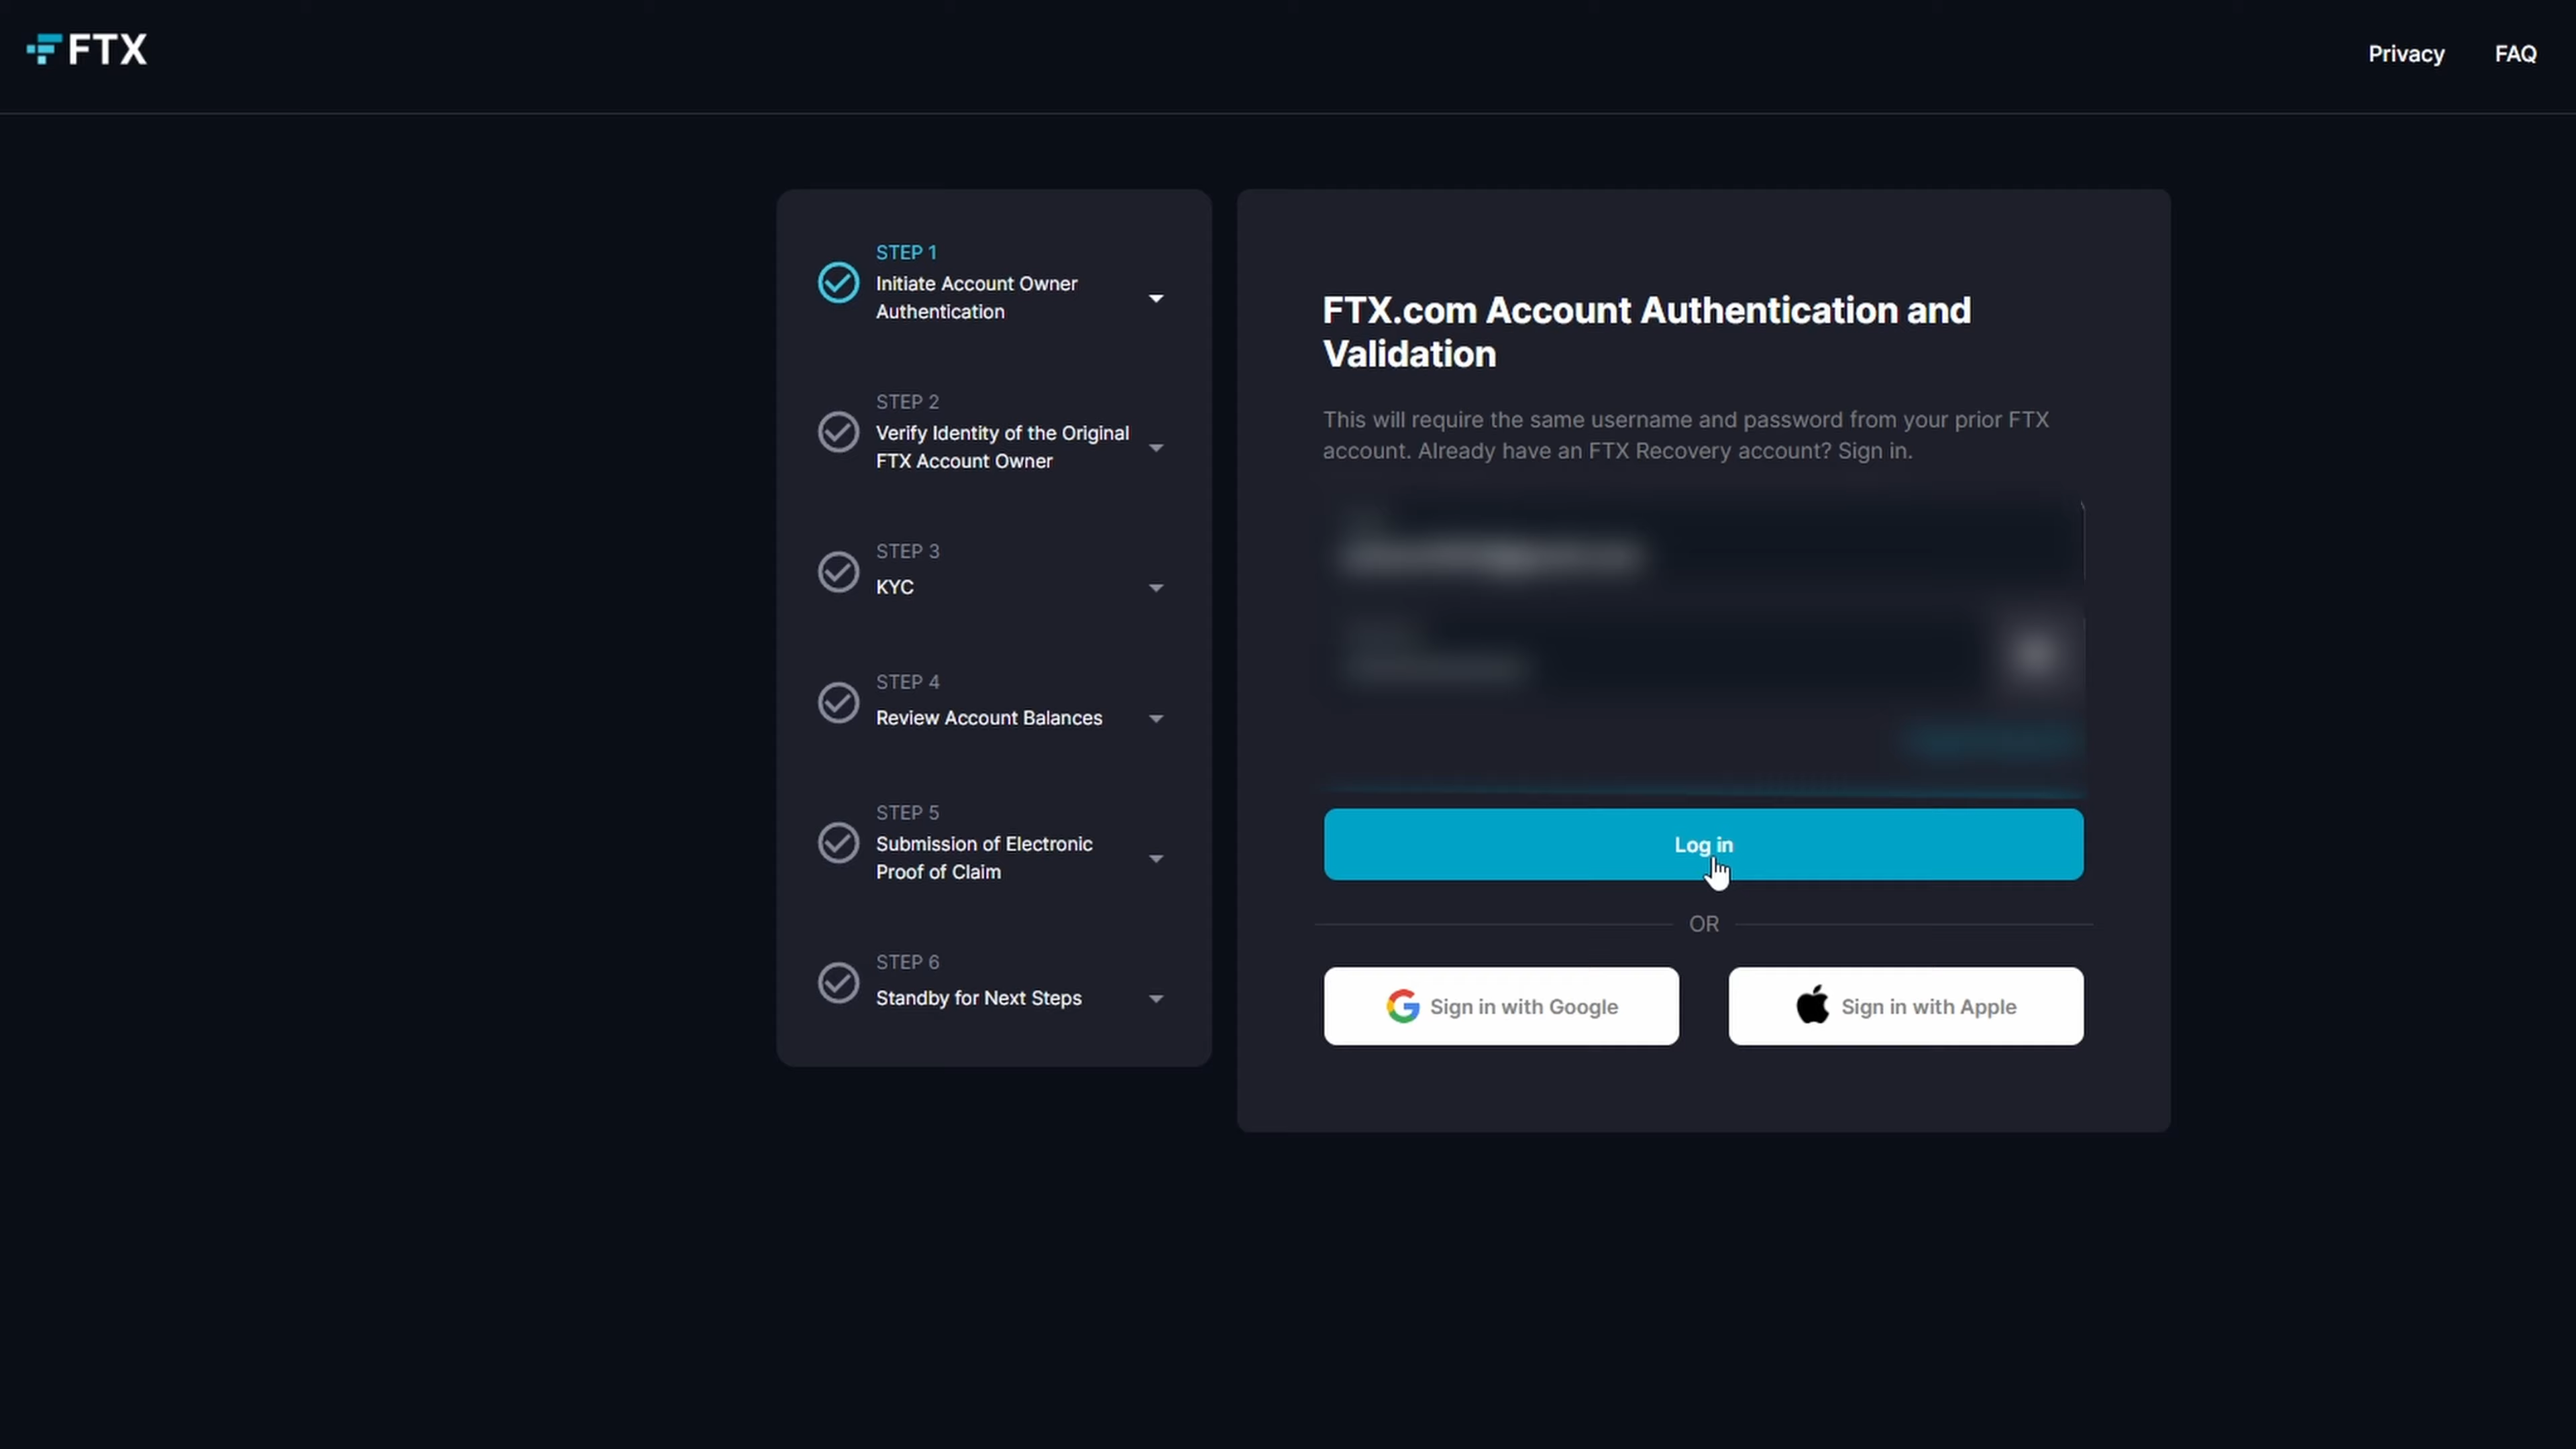 FTX
Privacy
FAQ
STEP 1
Initiate Account Owner
Authentication
STEP 2
Verify Identity of the Original
FTX Account Owner
STEP 3
KYC
STEP 4
Review Account Balances
STEP 5
Submission of Electronic
Proof of Claim
STEP 6
Standby for Next Steps
FTX.com Account Authentication and
Validation
This will require the same username and password from your prior FTX
account. Already have an FTX Recovery account? Sign in.
Log in
OR
Sign in with Google
Sign in with Apple